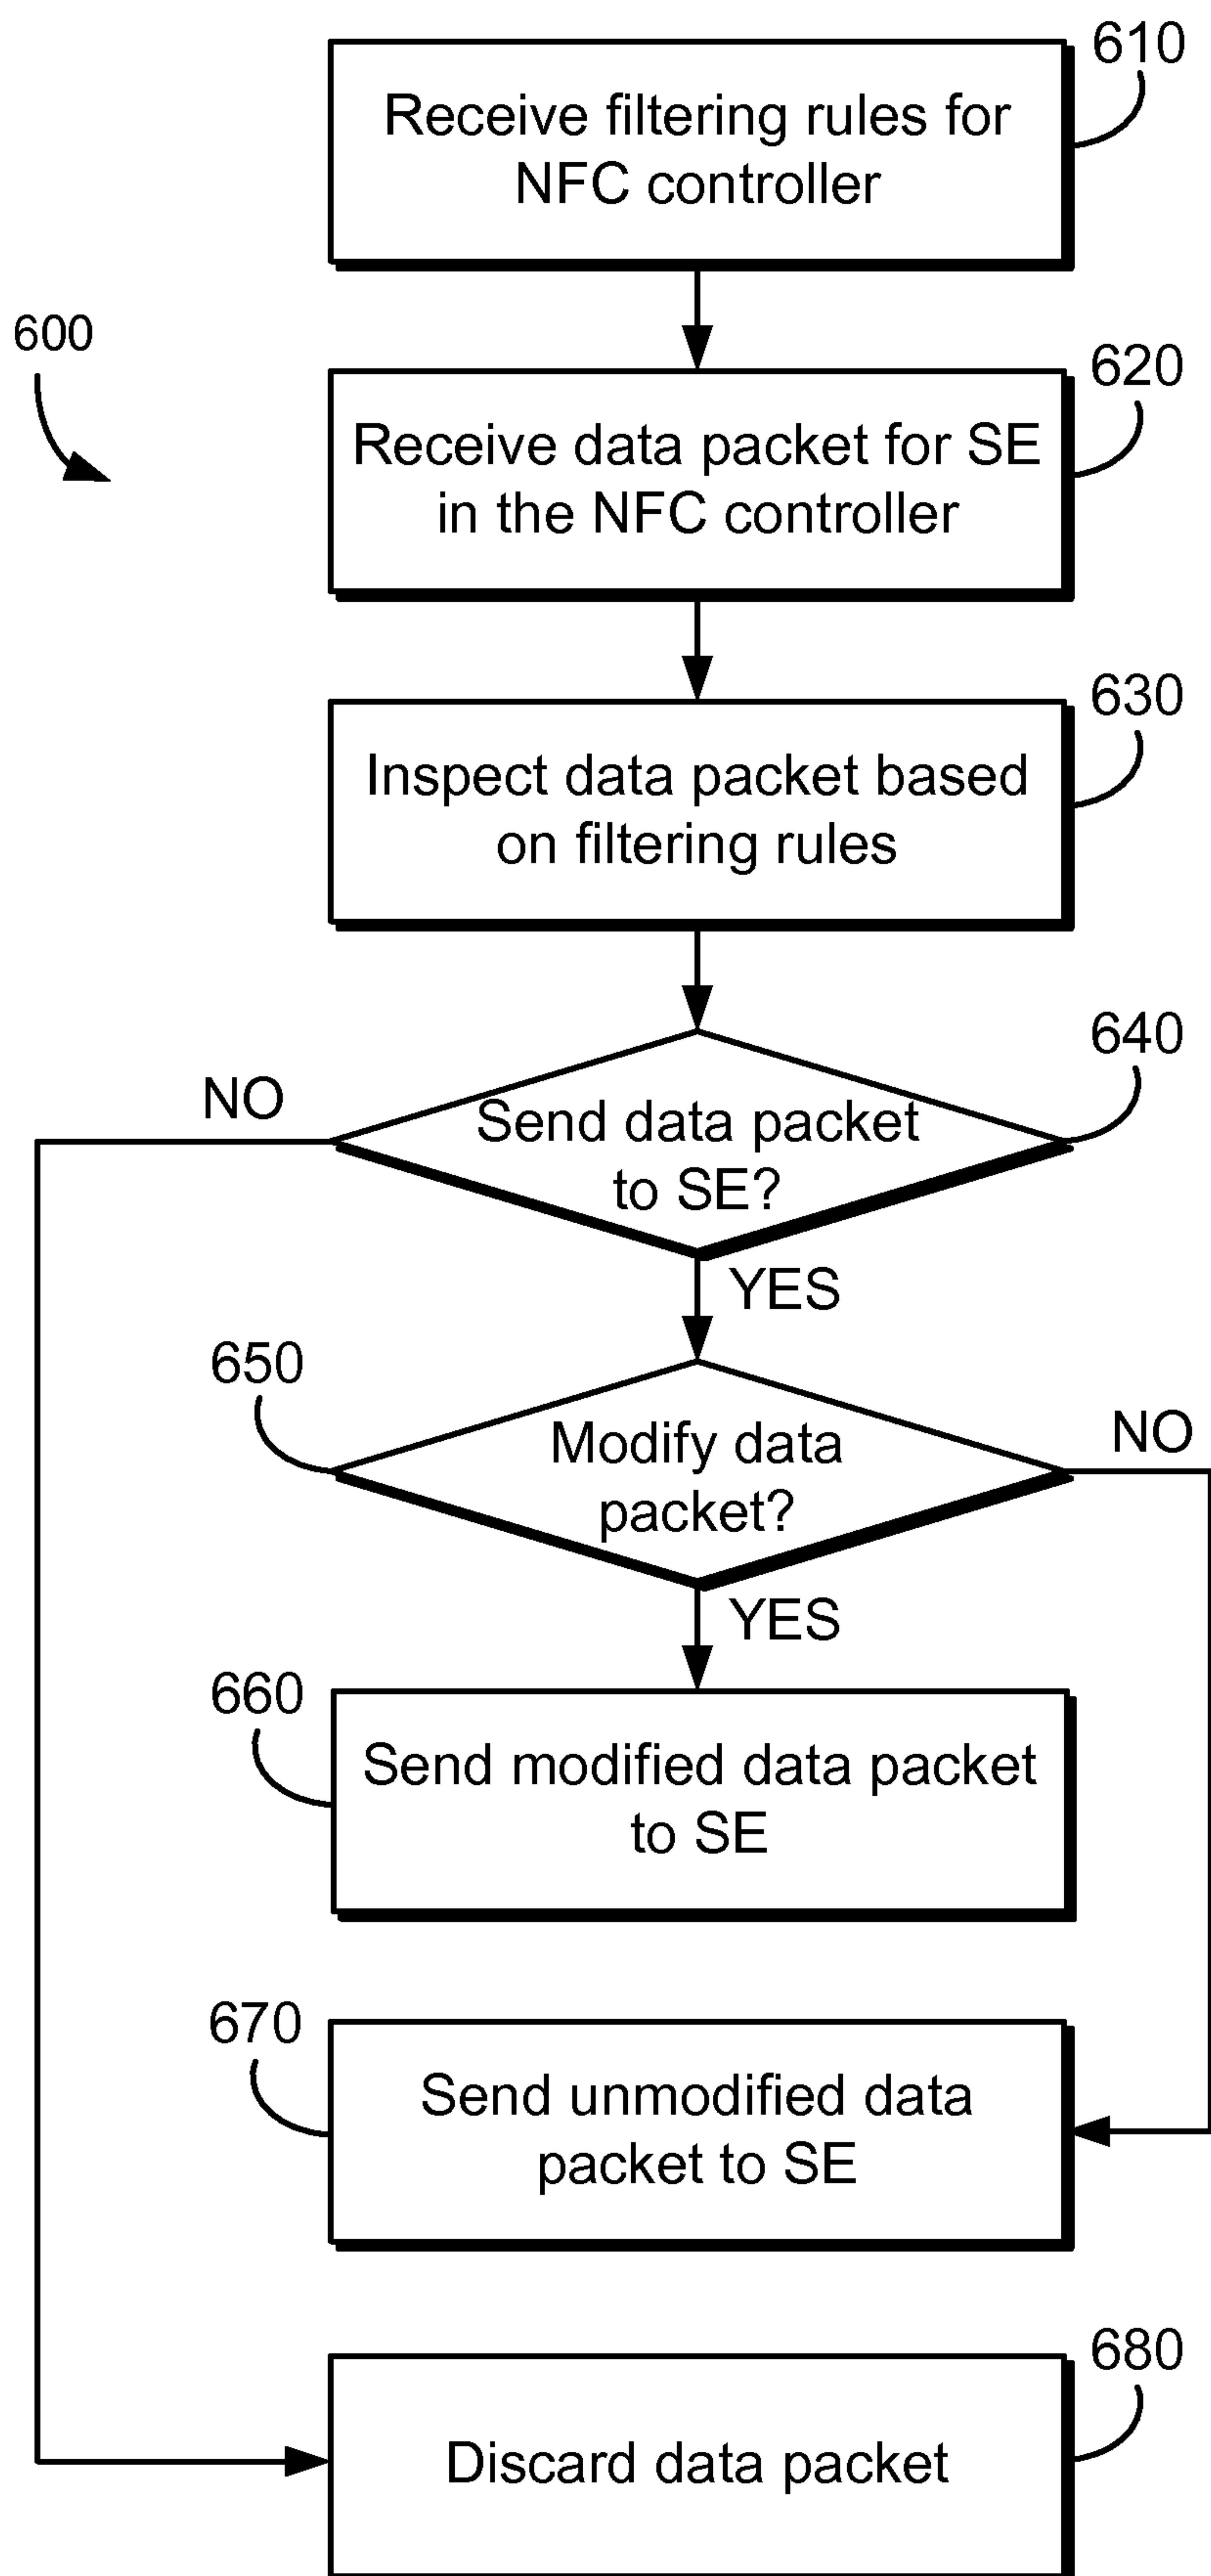 610
Receive filtering rules for
NFC controller
600
620
Receive data packet for SE
in the NFC controller
630
Inspect data packet based
on filtering rules
640
NO
Send data packet
to SE?
YES
650
Modify data
packet?
NO
YES
660
Send modified data packet
to SE
670
Send unmodified data
packet to SE
680
Discard data packet